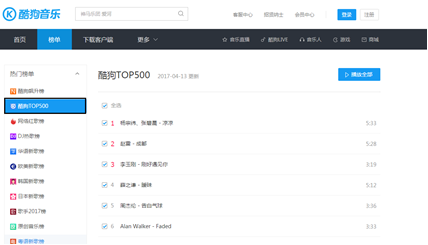 酷狗音乐
客服中心
招贤纳士
会员中心
登录
注册
首页
榜单
下载客户端
更多
音乐直播
酷狗LIVE
音乐人
游戏
商城
热门榜单
酷狗飙升榜
酷狗TOP500
网络红歌榜
DJ热歌榜
华语新歌榜
欧美新歌榜
韩国新歌榜
日本新歌榜
歌手2017榜
原创音乐榜
粤语新歌榜
酷狗TOP500
2017-04-13 更新
播放全部
全选
1 杨宗纬、张碧晨 - 凉凉 5:33
2 赵雷 - 成都 5:28
3 李玉刚 - 刚好遇见你 3:19
4 薛之谦 - 暧昧 5:12
5 周杰伦 - 告白气球 3:36
6 Alan Walker - Faded 3:33